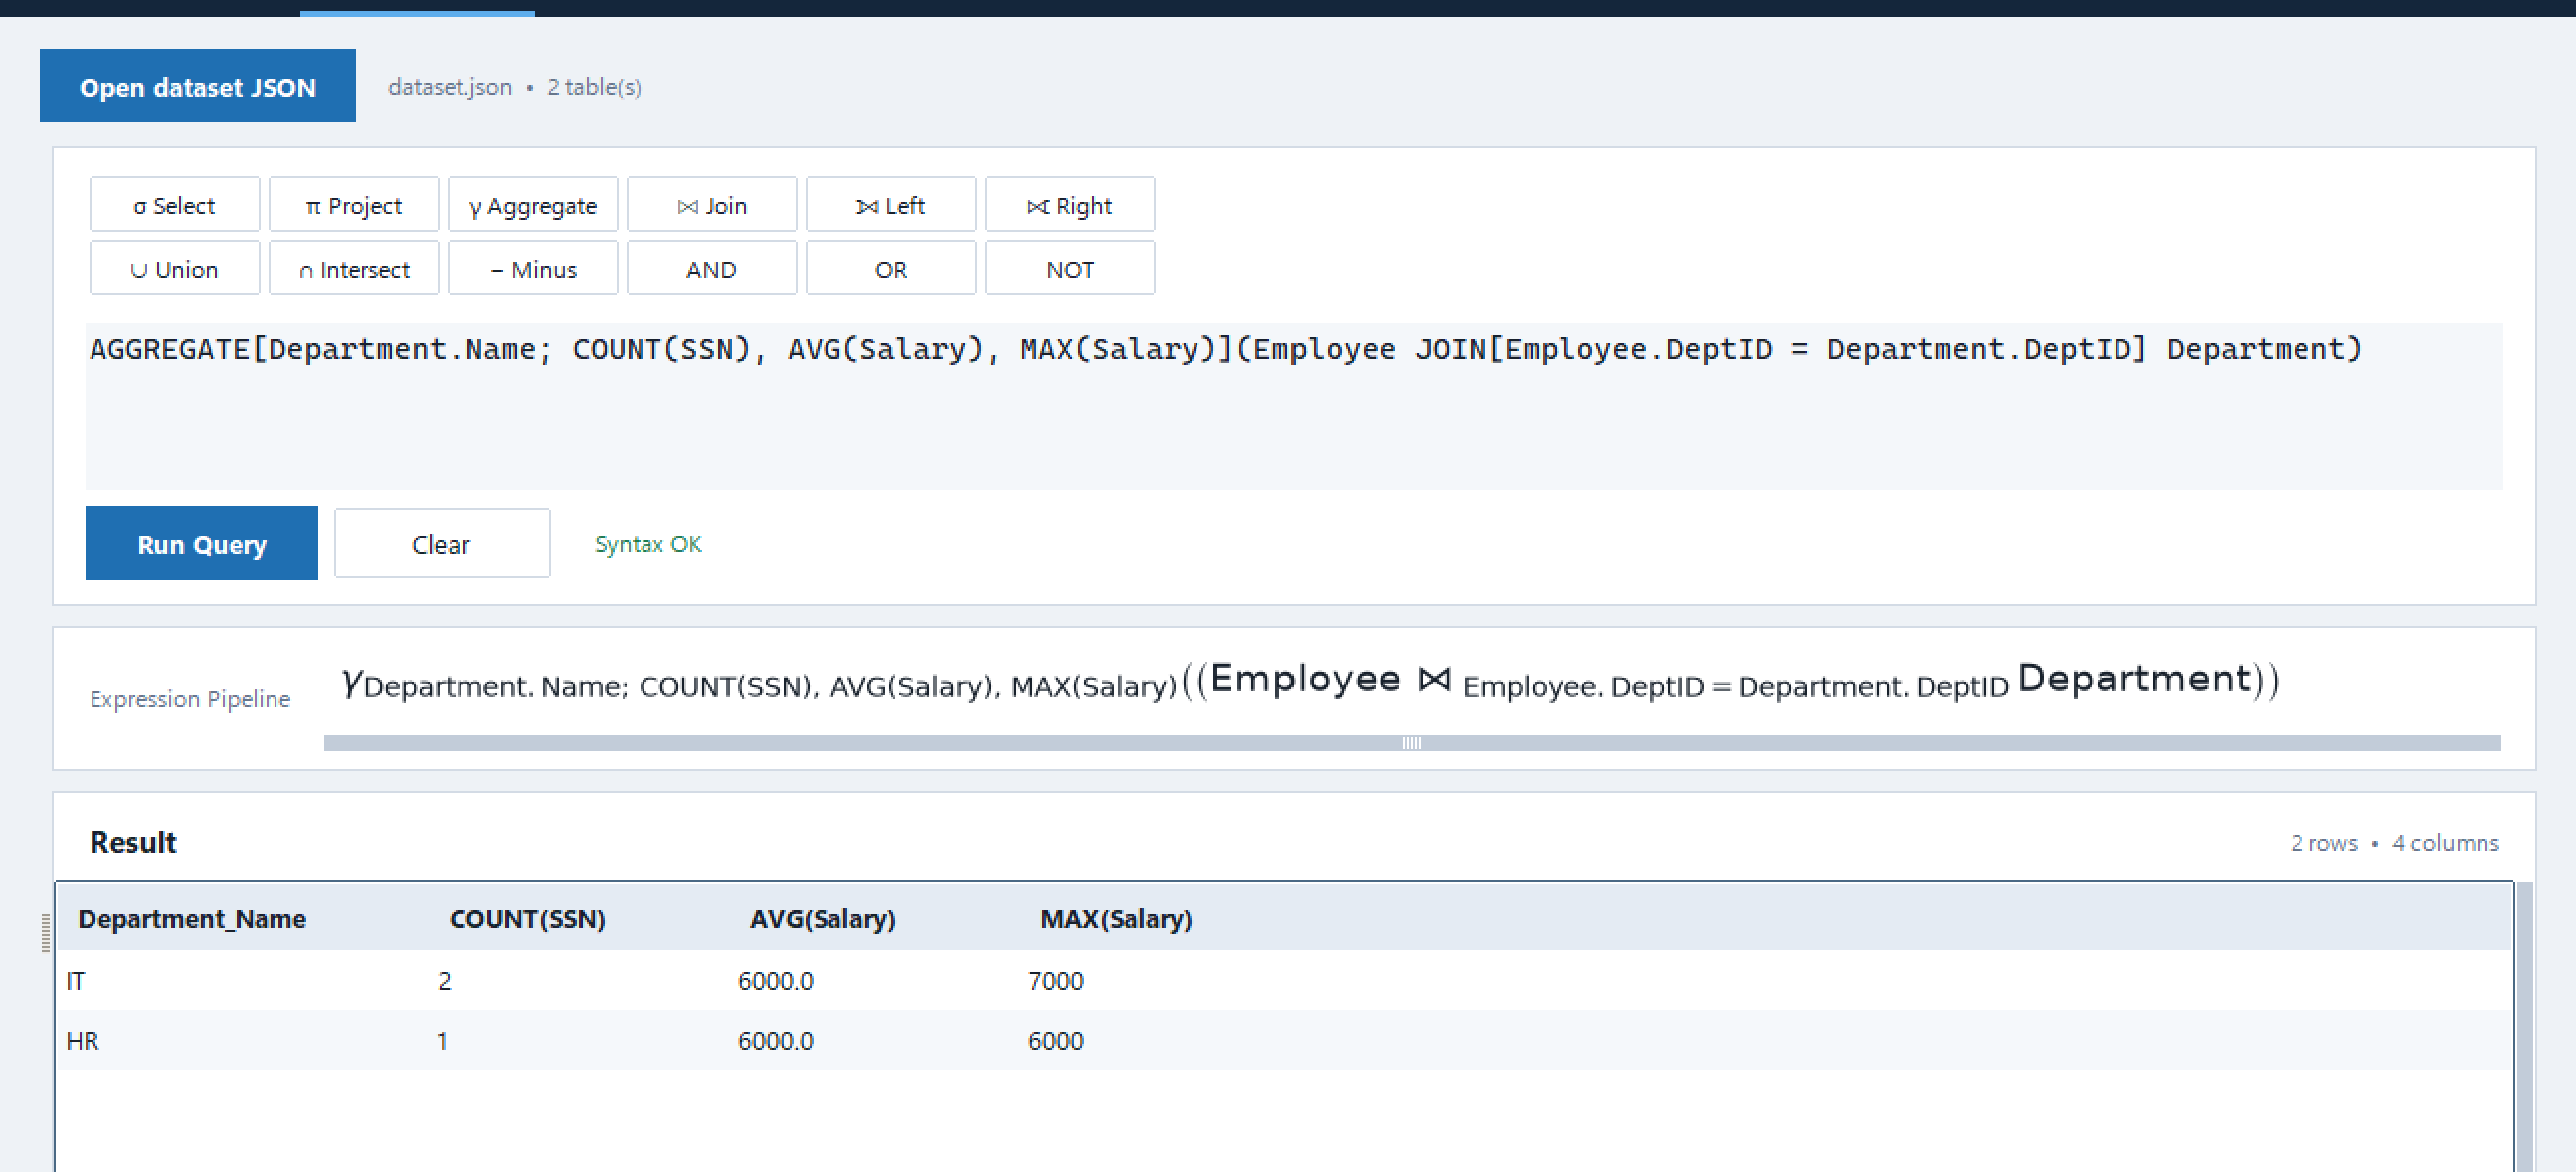 Open dataset JSON dataset.json • 2 table(s)
σ Select π Project γ Aggregate ⋈ Join ⟕ Left ⟖ Right
∪ Union ∩ Intersect − Minus AND OR NOT
AGGREGATE[Department.Name; COUNT(SSN), AVG(Salary), MAX(Salary)](Employee JOIN[Employee.DeptID = Department.DeptID] Department)
Run Query Clear Syntax OK
Expression Pipeline γDepartment. Name; COUNT(SSN), AVG(Salary), MAX(Salary)((Employee ⋈ Employee. DeptID = Department. DeptID Department))
Result 2 rows • 4 columns
Department_Name COUNT(SSN) AVG(Salary) MAX(Salary)
IT 2 6000.0 7000
HR 1 6000.0 6000